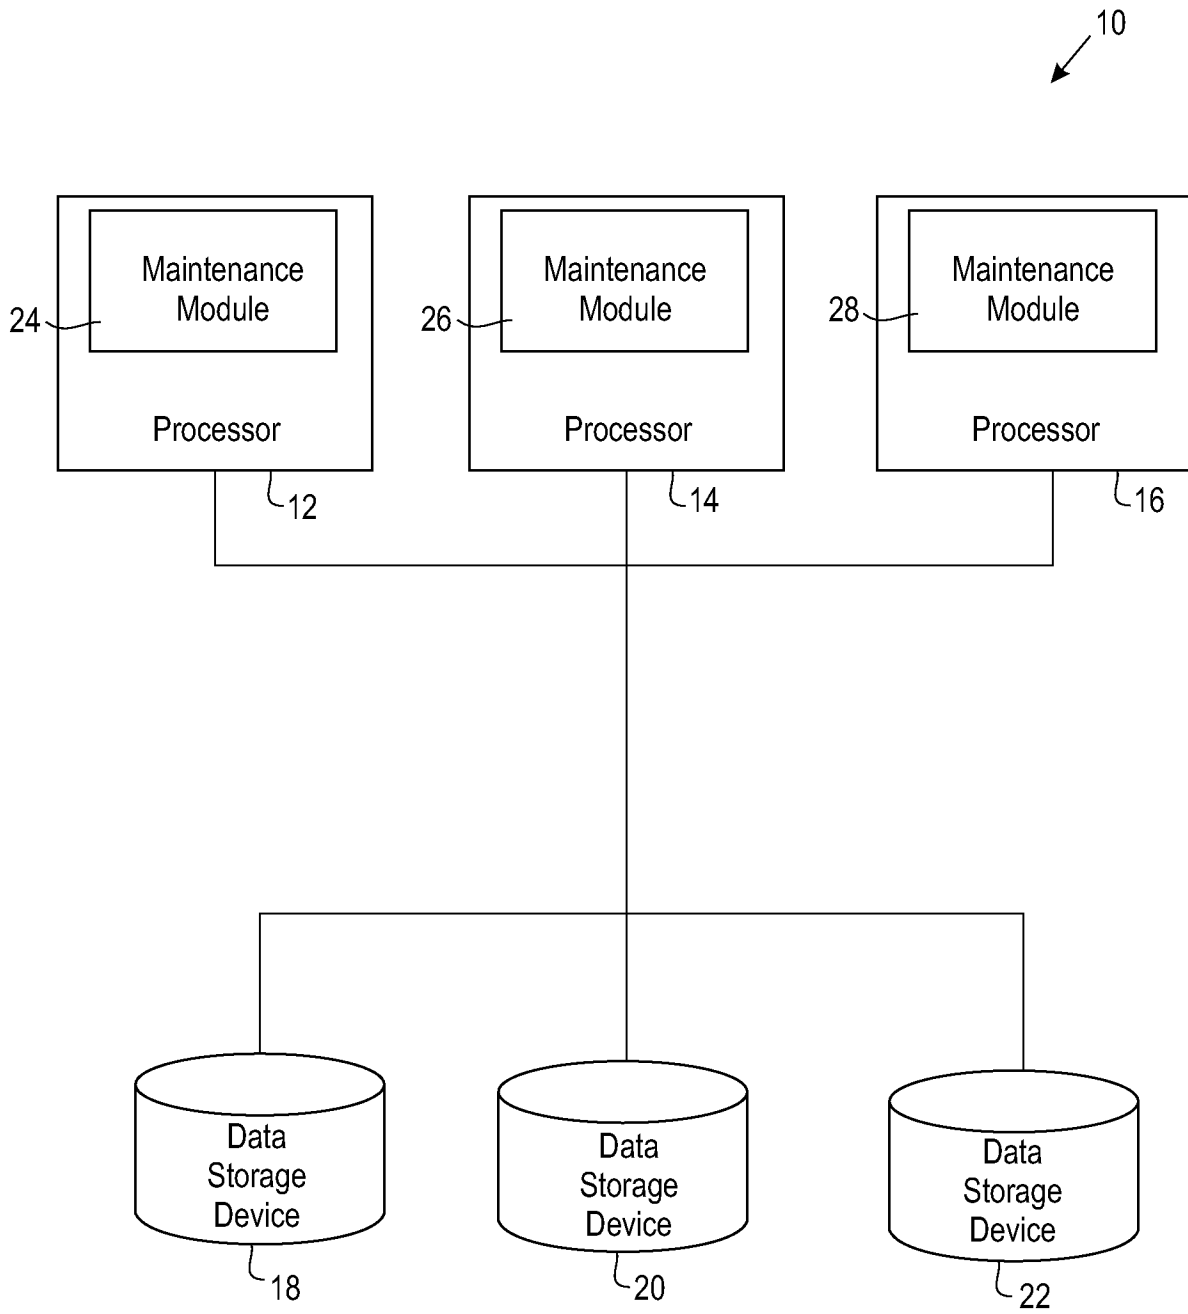 10
Maintenance
Module
24
Processor
12
Maintenance
Module
26
Processor
14
Maintenance
Module
28
Processor
16
Data
Storage
Device
18
Data
Storage
Device
20
Data
Storage
Device
22